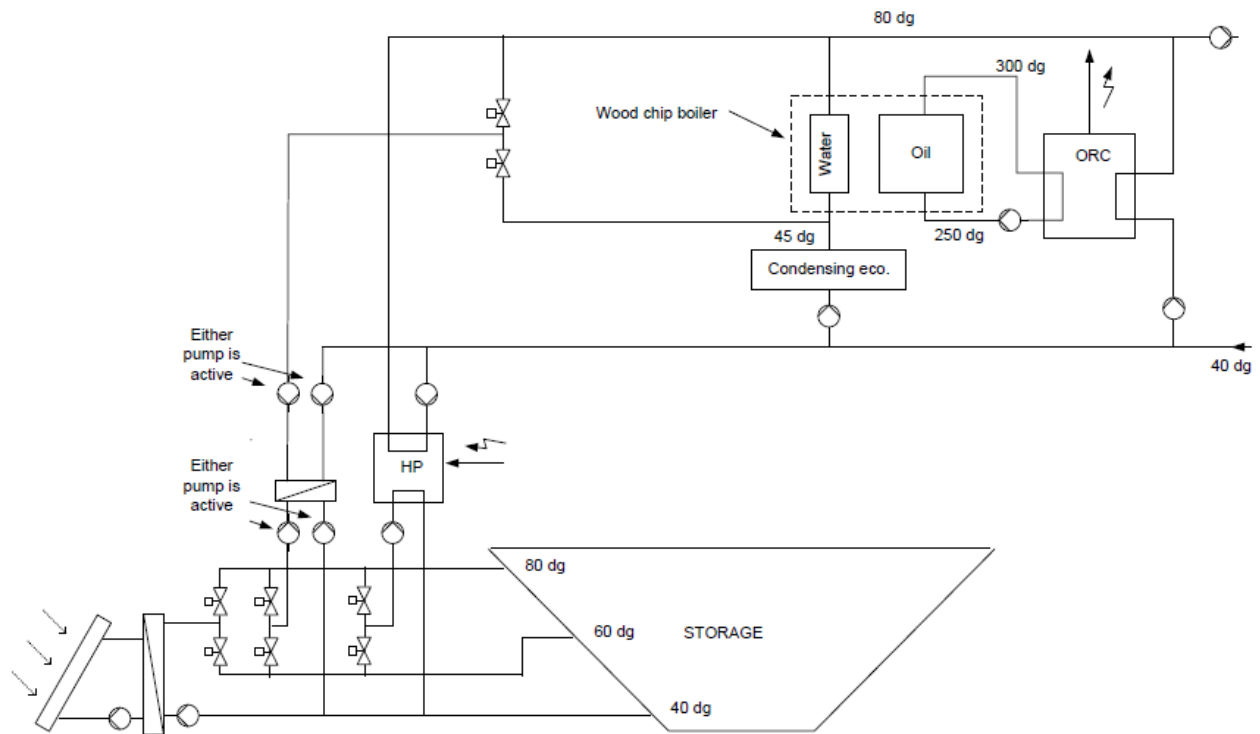 80 dg
300 dg
Wood chip boiler
Water
Oil
ORC
45 dg
250 dg
Condensing eco.
Either
pump is
active
40 dg
HP
Either
pump is
active
80 dg
60 dg
STORAGE
40 dg